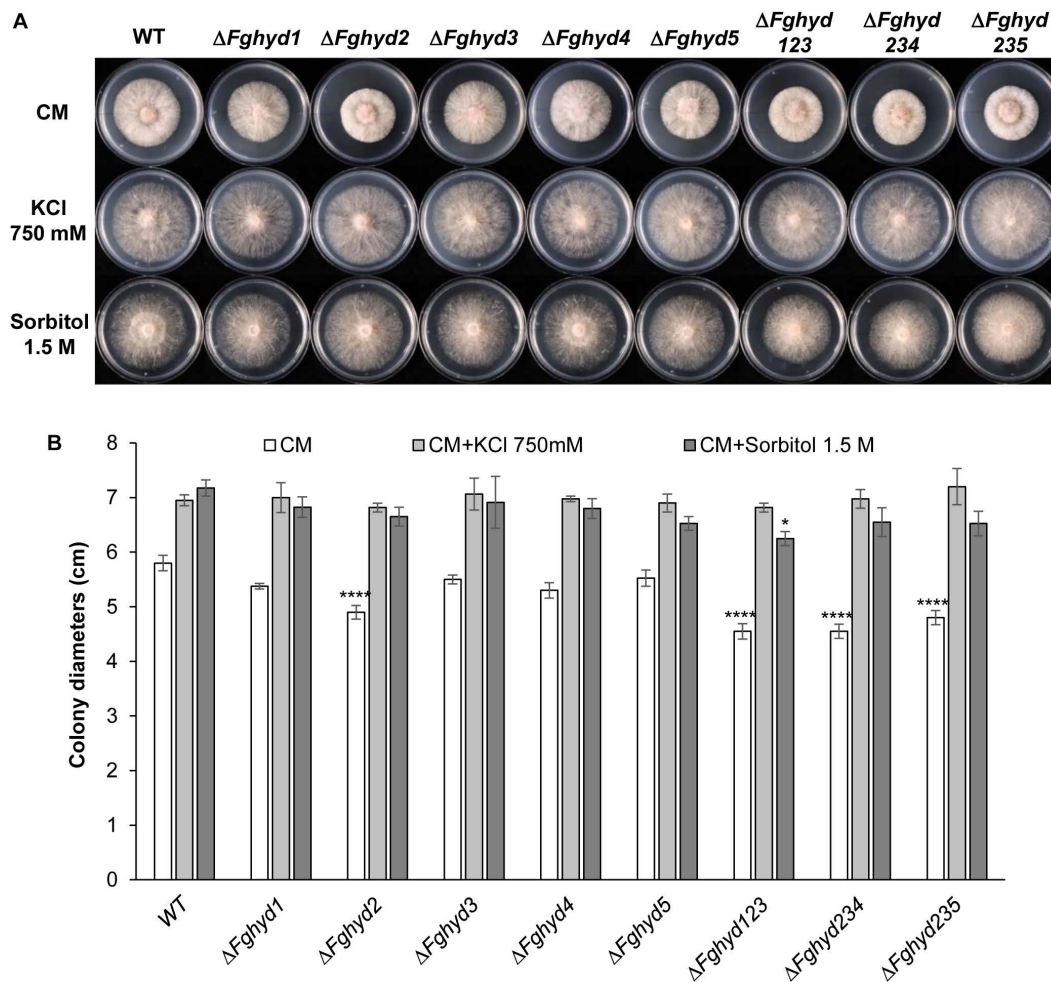 A
WT ΔFghyd1 ΔFghyd2 ΔFghyd3 ΔFghyd4 ΔFghyd5 ΔFghyd ΔFghyd ΔFghyd
123 234 235
CM
KCl
750 mM
Sorbitol
1.5 M
B
CM CM+KCl 750mM CM+Sorbitol 1.5 M
Colony diameters (cm)
8
7
6
5
4
3
2
1
0
****
****
*
****
****
WT ΔFghyd1 ΔFghyd2 ΔFghyd3 ΔFghyd4 ΔFghyd5 ΔFghyd123 ΔFghyd234 ΔFghyd235